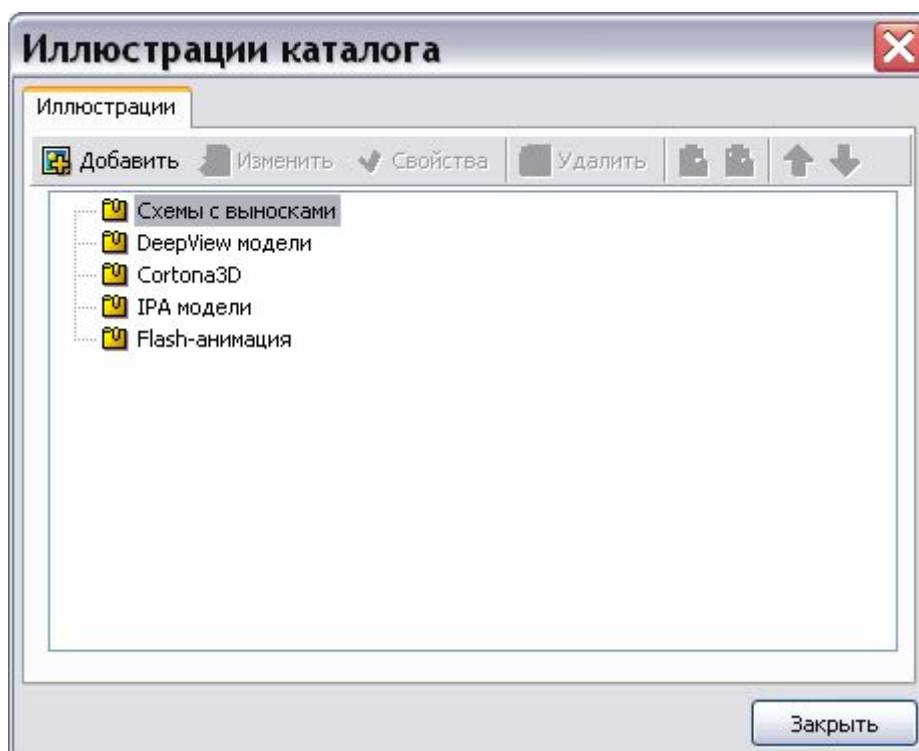 Иллюстрации каталога
Иллюстрации
Добавить Изменить Свойства Удалить
Схемы с выносками
DeepView модели
Cortona3D
IPA модели
Flash-анимация
Закрыть